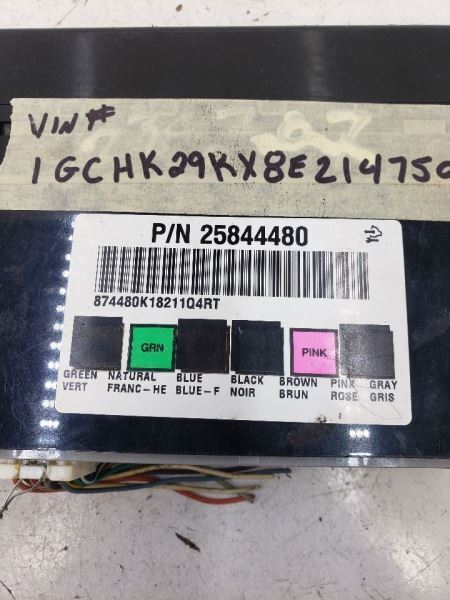 VIN #
1GCHK29KX8E214750
P/N 25844480
874480K18211Q4RT
GRN PINK
GREEN NATURAL BLUE BLACK BROWN PINK GRAY
VERT FRANC-HE BLUE-F NOIR BRUN ROSE GRIS